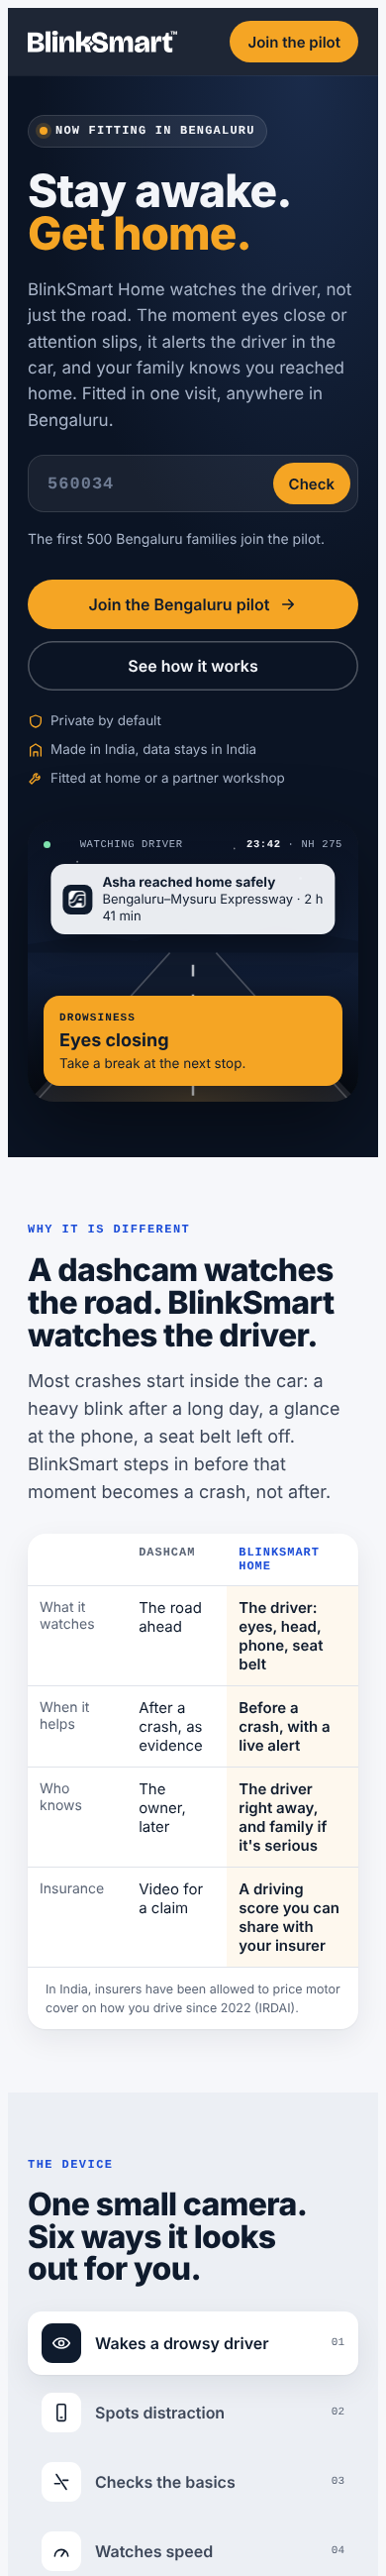 BlinkSmart™
Join the pilot
NOW FITTING IN BENGALURU
Stay awake.
Get home.
BlinkSmart Home watches the driver, not
just the road. The moment eyes close or
attention slips, it alerts the driver in the
car, and your family knows you reached
home. Fitted in one visit, anywhere in
Bengaluru.
560034
Check
The first 500 Bengaluru families join the pilot.
Join the Bengaluru pilot →
See how it works
Private by default
Made in India, data stays in India
Fitted at home or a partner workshop
WATCHING DRIVER
23:42 · NH 275
Asha reached home safely
Bengaluru–Mysuru Expressway · 2 h
41 min
DROWSINESS
Eyes closing
Take a break at the next stop.
WHY IT IS DIFFERENT
A dashcam watches
the road. BlinkSmart
watches the driver.
Most crashes start inside the car: a
heavy blink after a long day, a glance
at the phone, a seat belt left off.
BlinkSmart steps in before that
moment becomes a crash, not after.
DASHCAM
BLINKSMART
HOME
What it
watches
The road
ahead
The driver:
eyes, head,
phone, seat
belt
When it
helps
After a
crash, as
evidence
Before a
crash, with a
live alert
Who
knows
The
owner,
later
The driver
right away,
and family if
it's serious
Insurance
Video for
a claim
A driving
score you can
share with
your insurer
In India, insurers have been allowed to price motor
cover on how you drive since 2022 (IRDAI).
THE DEVICE
One small camera.
Six ways it looks
out for you.
Wakes a drowsy driver 01
Spots distraction 02
Checks the basics 03
Watches speed 04